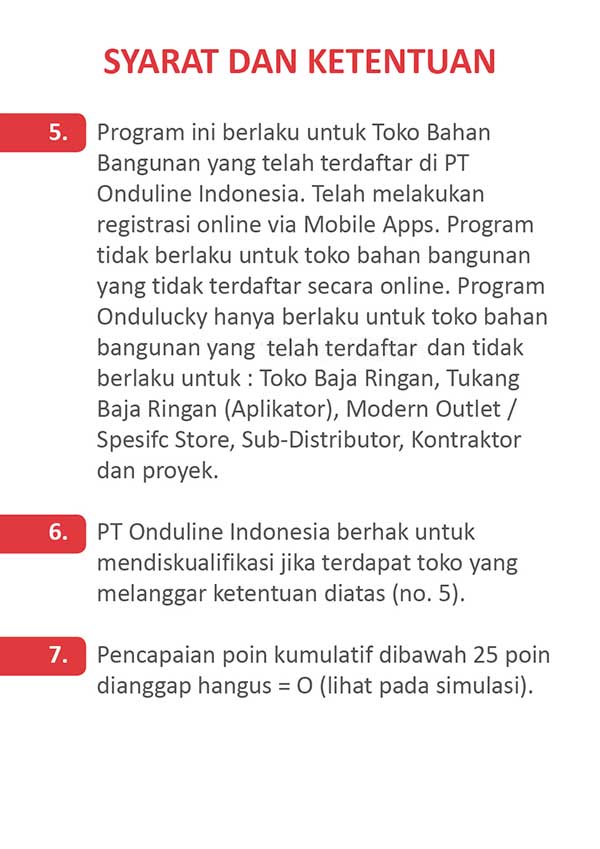 SYARAT DAN KETENTUAN
5. Program ini berlaku untuk Toko Bahan
Bangunan yang telah terdaftar di PT
Onduline Indonesia. Telah melakukan
registrasi online via Mobile Apps. Program
tidak berlaku untuk toko bahan bangunan
yang tidak terdaftar secara online. Program
Ondulucky hanya berlaku untuk toko bahan
bangunan yang telah terdaftar dan tidak
berlaku untuk : Toko Baja Ringan, Tukang
Baja Ringan (Aplikator), Modern Outlet /
Spesifc Store, Sub-Distributor, Kontraktor
dan proyek.
6. PT Onduline Indonesia berhak untuk
mendiskualifikasi jika terdapat toko yang
melanggar ketentuan diatas (no. 5).
7. Pencapaian poin kumulatif dibawah 25 poin
dianggap hangus = O (lihat pada simulasi).